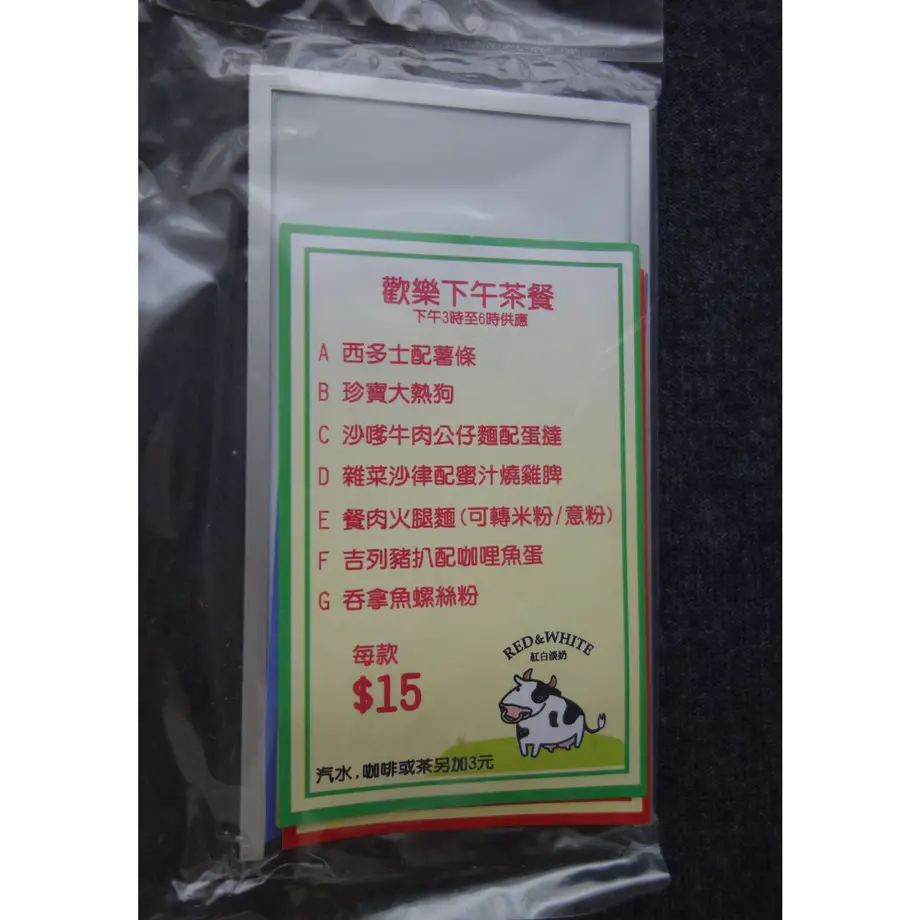 歡樂下午茶餐
下午3時至6時供應
A 西多士配薯條
B 珍寶大熱狗
C 沙嗲牛肉公仔麵配蛋撻
D 雜菜沙律配蜜汁燒雞脾
E 餐肉火腿麵(可轉米粉/意粉)
F 吉列豬扒配咖哩魚蛋
G 吞拿魚螺絲粉
每款
$15
RED&WHITE
紅白淡奶
汽水,咖啡或茶另加3元